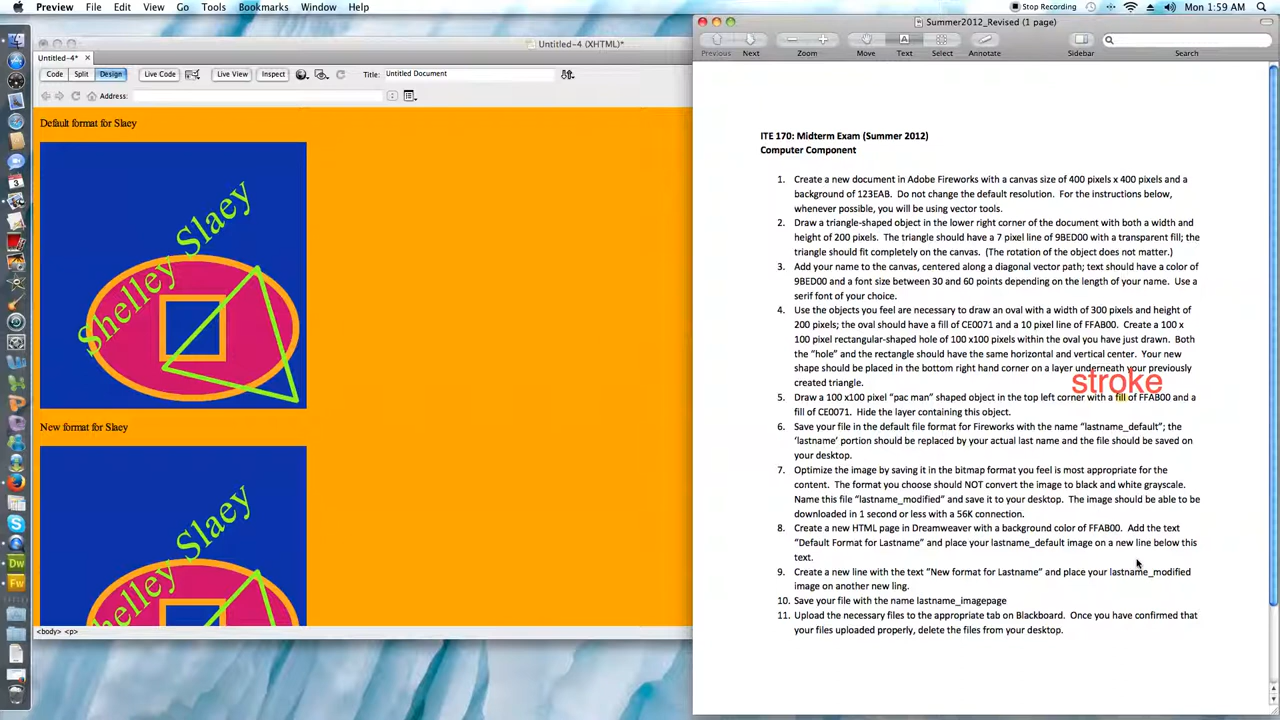 Preview File Edit View Go Tools Bookmarks Window Help
Stop Recording Mon 1:59 AM
Untitled-4 (XHTML)*
Untitled-4*
Code Split Design Live Code Live View Inspect Title: Untitled Document
Address:
Default format for Slaey
Shelley Slaey
New format for Slaey
helley Slaey
<body> <p>
Dw
Fw
Summer2012_Revised (1 page)
Previous Next Zoom Move Text Select Annotate Sidebar Search
ITE 170: Midterm Exam (Summer 2012)
Computer Component
1. Create a new document in Adobe Fireworks with a canvas size of 400 pixels x 400 pixels and a
background of 123EAB. Do not change the default resolution. For the instructions below,
whenever possible, you will be using vector tools.
2. Draw a triangle-shaped object in the lower right corner of the document with both a width and
height of 200 pixels. The triangle should have a 7 pixel line of 9BED00 with a transparent fill; the
triangle should fit completely on the canvas. (The rotation of the object does not matter.)
3. Add your name to the canvas, centered along a diagonal vector path; text should have a color of
9BED00 and a font size between 30 and 60 points depending on the length of your name. Use a
serif font of your choice.
4. Use the objects you feel are necessary to draw an oval with a width of 300 pixels and height of
200 pixels; the oval should have a fill of CE0071 and a 10 pixel line of FFAB00. Create a 100 x
100 pixel rectangular-shaped hole of 100 x100 pixels within the oval you have just drawn. Both
the “hole” and the rectangle should have the same horizontal and vertical center. Your new
shape should be placed in the bottom right hand corner on a layer underneath your previously
created triangle.
stroke
5. Draw a 100 x100 pixel “pac man” shaped object in the top left corner with a fill of FFAB00 and a
fill of CE0071. Hide the layer containing this object.
6. Save your file in the default file format for Fireworks with the name “lastname_default”; the
‘lastname’ portion should be replaced by your actual last name and the file should be saved on
your desktop.
7. Optimize the image by saving it in the bitmap format you feel is most appropriate for the
content. The format you choose should NOT convert the image to black and white grayscale.
Name this file “lastname_modified” and save it to your desktop. The image should be able to be
downloaded in 1 second or less with a 56K connection.
8. Create a new HTML page in Dreamweaver with a background color of FFAB00. Add the text
“Default Format for Lastname” and place your lastname_default image on a new line below this
text.
9. Create a new line with the text “New format for Lastname” and place your lastname_modified
image on another new ling.
10. Save your file with the name lastname_imagepage
11. Upload the necessary files to the appropriate tab on Blackboard. Once you have confirmed that
your files uploaded properly, delete the files from your desktop.